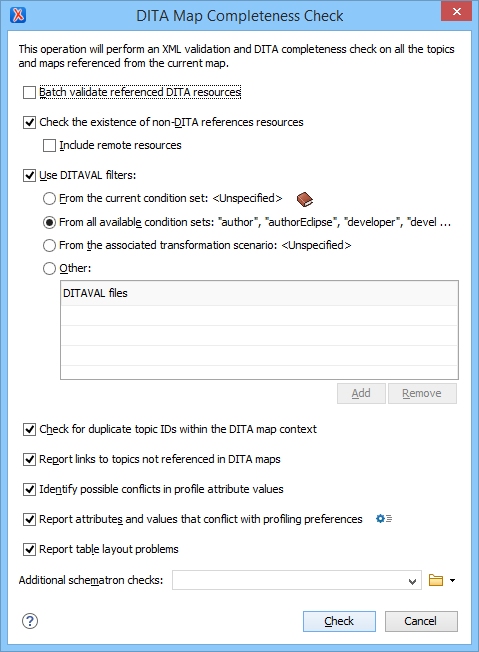 DITA Map Completeness Check
This operation will perform an XML validation and DITA completeness check on all the topics
and maps referenced from the current map.
Batch validate referenced DITA resources
Check the existence of non-DITA references resources
Include remote resources
Use DITAVAL filters:
From the current condition set: <Unspecified>
From all available condition sets: "author", "authorEclipse", "developer", "devel ...
From the associated transformation scenario: <Unspecified>
Other:
DITAVAL files
Add Remove
Check for duplicate topic IDs within the DITA map context
Report links to topics not referenced in DITA maps
Identify possible conflicts in profile attribute values
Report attributes and values that conflict with profiling preferences
Report table layout problems
Additional schematron checks:
? Check Cancel